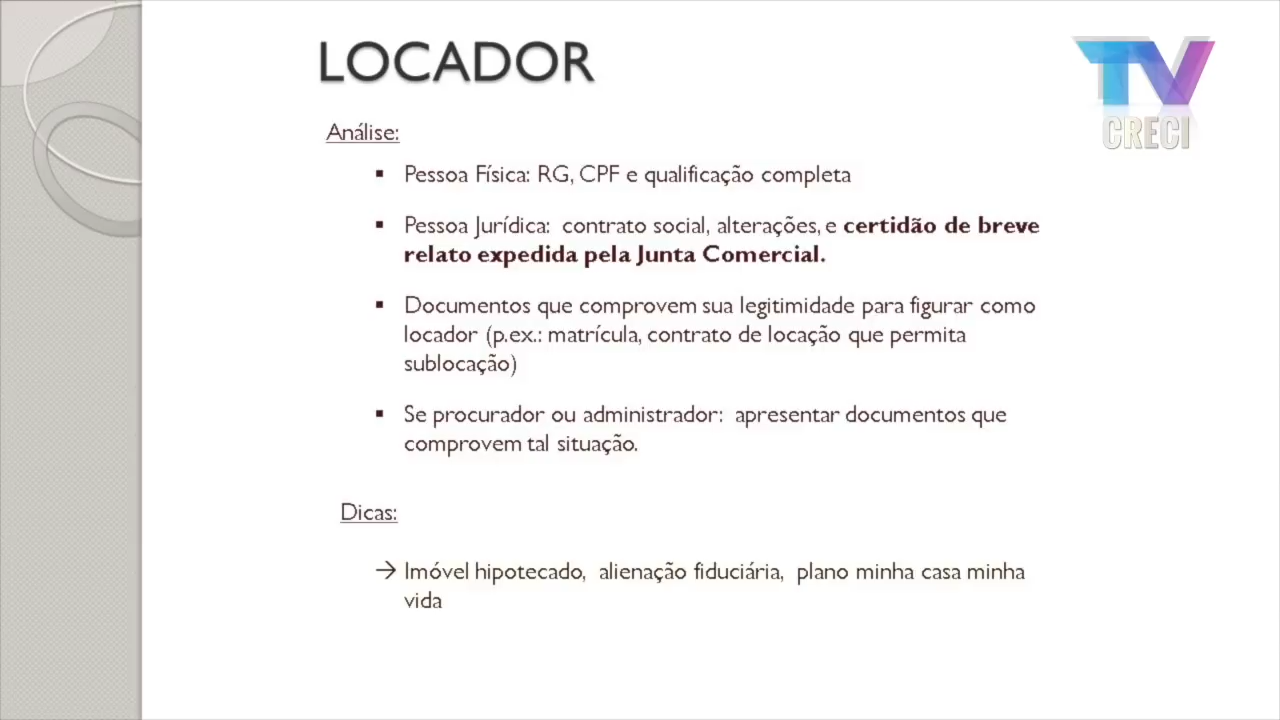 LOCADOR
TV
CRECI
Análise:
▪ Pessoa Física: RG, CPF e qualificação completa
▪ Pessoa Jurídica: contrato social, alterações, e certidão de breve
relato expedida pela Junta Comercial.
▪ Documentos que comprovem sua legitimidade para figurar como
locador (p.ex.: matrícula, contrato de locação que permita
sublocação)
▪ Se procurador ou administrador: apresentar documentos que
comprovem tal situação.
Dicas:
→ Imóvel hipotecado, alienação fiduciária, plano minha casa minha
vida